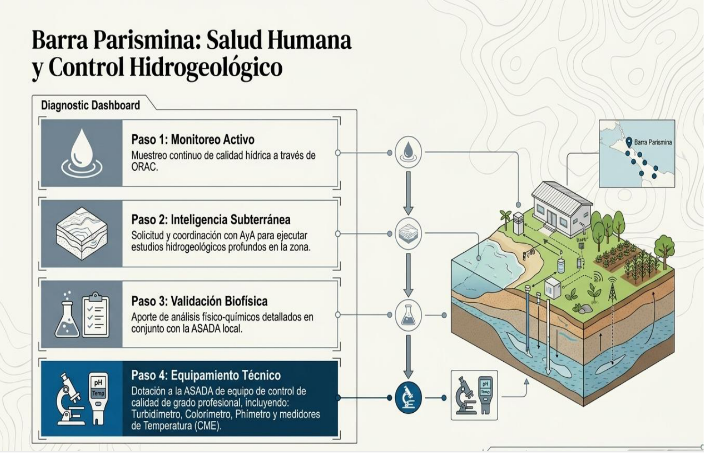 Barra Parismina: Salud Humana
y Control Hidrogeológico
Diagnostic Dashboard
Paso 1: Monitoreo Activo
Muestreo continuo de calidad hídrica a través de
ORAC.
Paso 2: Inteligencia Subterránea
Solicitud y coordinación con AyA para ejecutar
estudios hidrogeológicos profundos en la zona.
Paso 3: Validación Biofísica
Aporte de análisis físico-químicos detallados en
conjunto con la ASADA local.
pH
Temp
Paso 4: Equipamiento Técnico
Dotación a la ASADA de equipo de control de
calidad de grado profesional, incluyendo:
Turbidímetro, Colorímetro, Phímetro y medidores
de Temperatura (CME).
Barra Parismina
pH
Temp